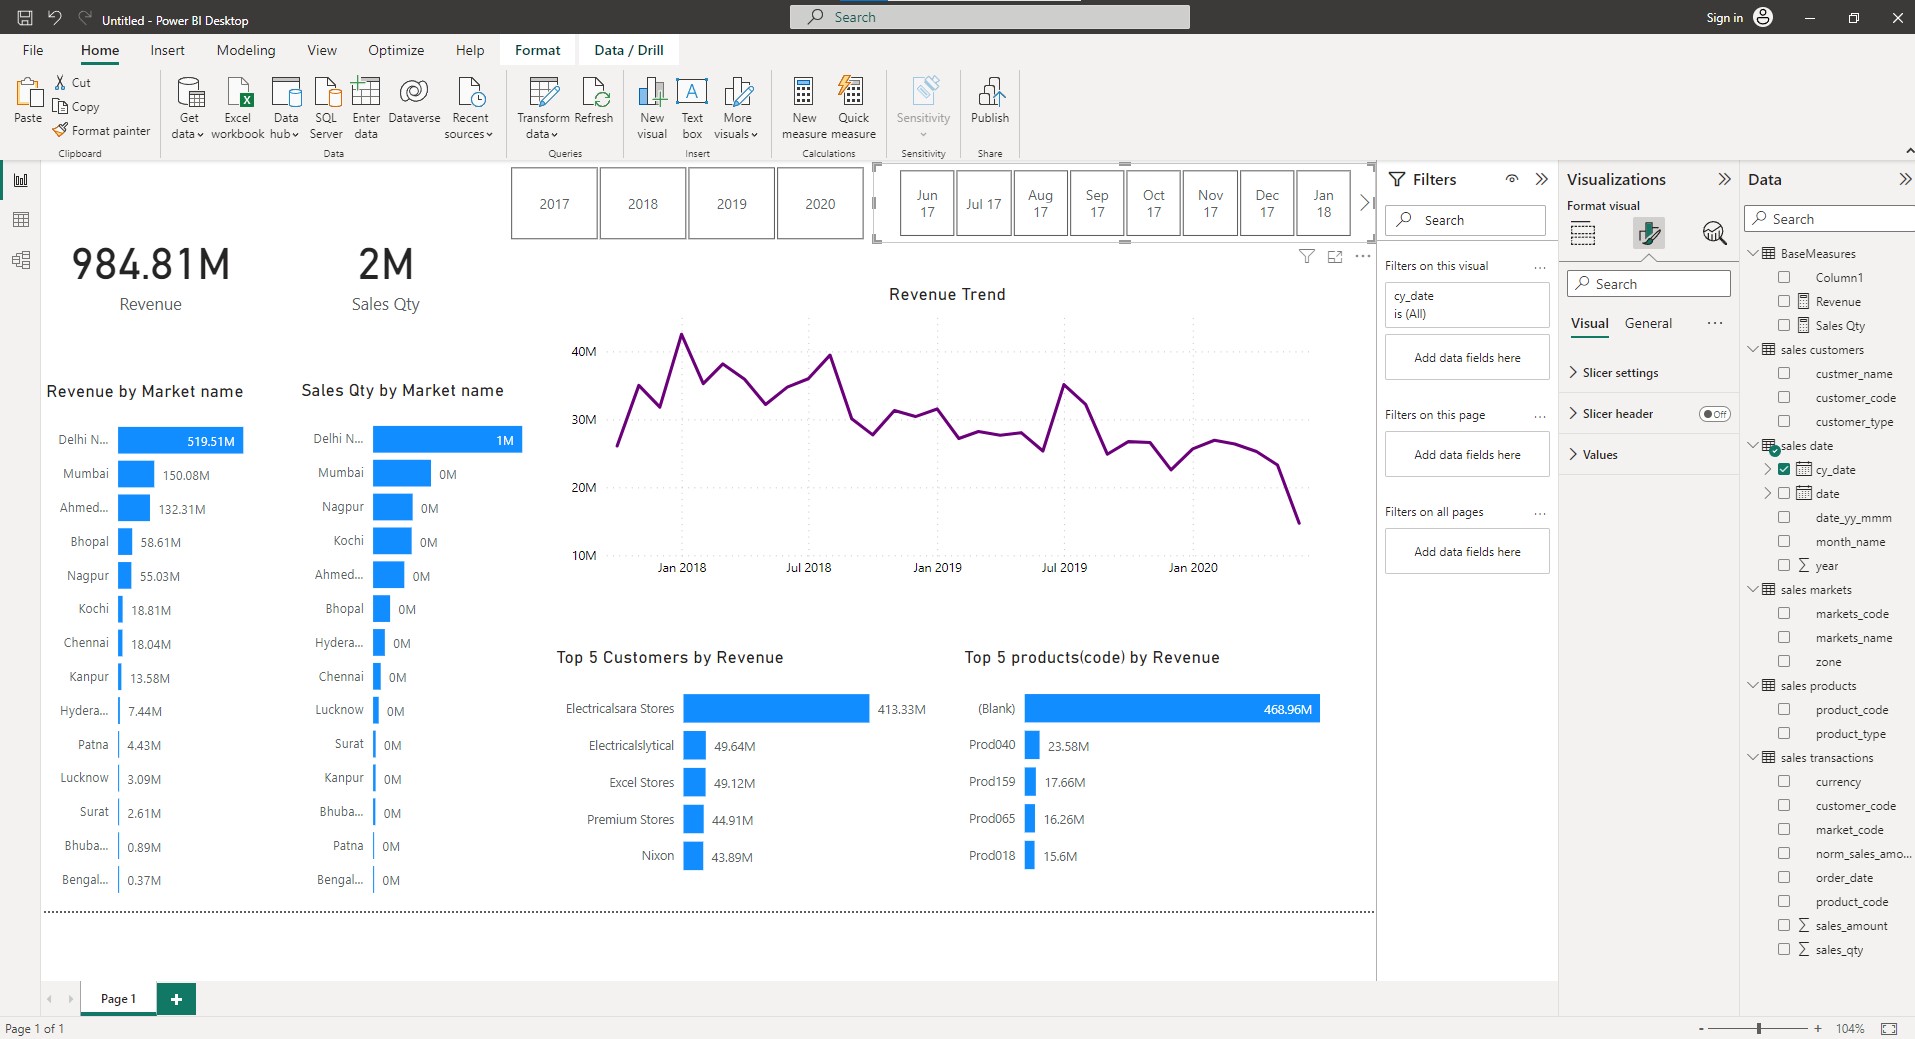 Untitled - Power BI Desktop
Search
Sign in
File
Home
Insert
Modeling
View
Optimize
Help
Format
Data / Drill
Paste
Cut
Copy
Format painter
Clipboard
Get data
Excel workbook
Data hub
SQL Server
Enter data
Dataverse
Recent sources
Data
Transform data
Refresh
Queries
New visual
Text box
More visuals
Insert
New measure
Quick measure
Calculations
Sensitivity
Sensitivity
Publish
Share
2017
2018
2019
2020
Jun 17
Jul 17
Aug 17
Sep 17
Oct 17
Nov 17
Dec 17
Jan 18
984.81M
Revenue
2M
Sales Qty
Revenue by Market name
Delhi N... 519.51M
Mumbai 150.08M
Ahmed... 132.31M
Bhopal 58.61M
Nagpur 55.03M
Kochi 18.81M
Chennai 18.04M
Kanpur 13.58M
Hydera... 7.44M
Patna 4.43M
Lucknow 3.09M
Surat 2.61M
Bhuba... 0.89M
Bengal... 0.37M
Sales Qty by Market name
Delhi N... 1M
Mumbai 0M
Nagpur 0M
Kochi 0M
Ahmed... 0M
Bhopal 0M
Hydera... 0M
Chennai 0M
Lucknow 0M
Surat 0M
Kanpur 0M
Bhuba... 0M
Patna 0M
Bengal... 0M
Revenue Trend
40M
30M
20M
10M
Jan 2018
Jul 2018
Jan 2019
Jul 2019
Jan 2020
Top 5 Customers by Revenue
Electricalsara Stores 413.33M
Electricalslytical 49.64M
Excel Stores 49.12M
Premium Stores 44.91M
Nixon 43.89M
Top 5 products(code) by Revenue
(Blank) 468.96M
Prod040 23.58M
Prod159 17.66M
Prod065 16.26M
Prod018 15.6M
Filters
Search
Filters on this visual
cy_date
is (All)
Add data fields here
Filters on this page
Add data fields here
Filters on all pages
Add data fields here
Visualizations
Format visual
Search
Visual
General
Slicer settings
Slicer header
Off
Values
Data
Search
BaseMeasures
Column1
Revenue
Sales Qty
sales customers
custmer_name
customer_code
customer_type
sales date
cy_date
date
date_yy_mmm
month_name
year
sales markets
markets_code
markets_name
zone
sales products
product_code
product_type
sales transactions
currency
customer_code
market_code
norm_sales_amo...
order_date
product_code
sales_amount
sales_qty
Page 1
Page 1 of 1
104%